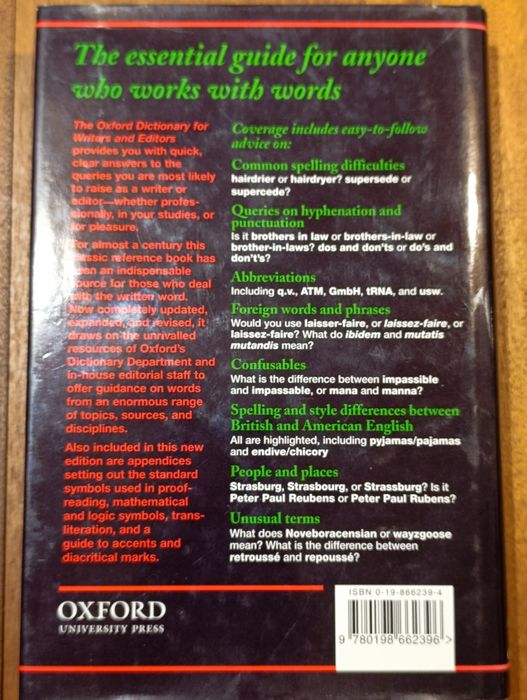 The essential guide for anyone
who works with words
The Oxford Dictionary for
Writers and Editors
provides you with quick,
clear answers to the
queries you are most likely
to raise as a writer or
editor—whether profes-
sionally, in your studies, or
for pleasure.
For almost a century this
classic reference book has
been an indispensable
source for those who deal
with the written word.
Now completely updated,
expanded, and revised, it
draws on the unrivalled
resources of Oxford's
Dictionary Department and
in-house editorial staff to
offer guidance on words
from an enormous range
of topics, sources, and
disciplines.
Also included in this new
edition are appendices
setting out the standard
symbols used in proof-
reading, mathematical
and logic symbols, trans-
literation, and a
guide to accents and
diacritical marks.
Coverage includes easy-to-follow
advice on:
Common spelling difficulties
hairdrier or hairdryer? supersede or
supercede?
Queries on hyphenation and
punctuation
Is it brothers in law or brothers-in-law or
brother-in-laws? dos and don'ts or do's and
don't's?
Abbreviations
Including q.v., ATM, GmbH, tRNA, and usw.
Foreign words and phrases
Would you use laisser-faire, or laissez-faire, or
laissez-faire? What do ibidem and mutatis
mutandis mean?
Confusables
What is the difference between impassible
and impassable, or mana and manna?
Spelling and style differences between
British and American English
All are highlighted, including pyjamas/pajamas
and endive/chicory
People and places
Strasburg, Strasbourg, or Strassburg? Is it
Peter Paul Reubens or Peter Paul Rubens?
Unusual terms
What does Noveboracensian or wayzgoose
mean? What is the difference between
retroussé and repoussé?
OXFORD
UNIVERSITY PRESS
ISBN 0-19-866239-4
9 780198 662396 >